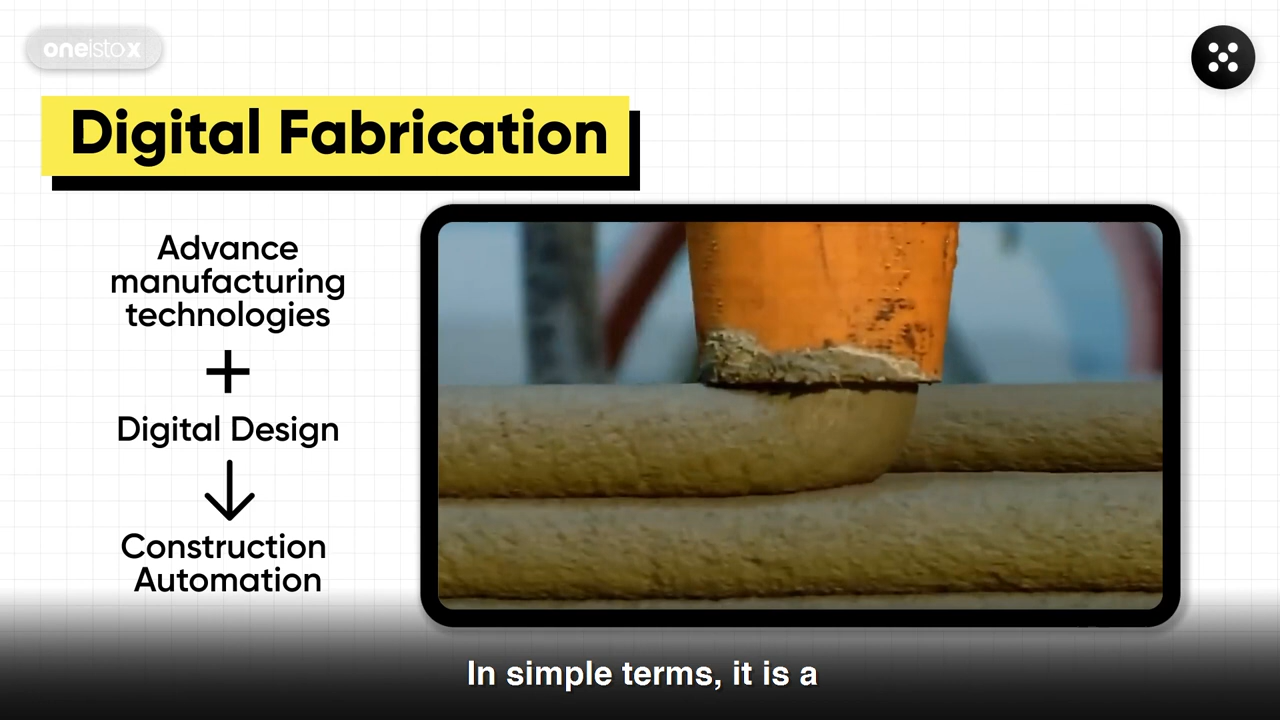 oneistox
Digital Fabrication
Advance
manufacturing
technologies
+
Digital Design
Construction
Automation
In simple terms, it is a